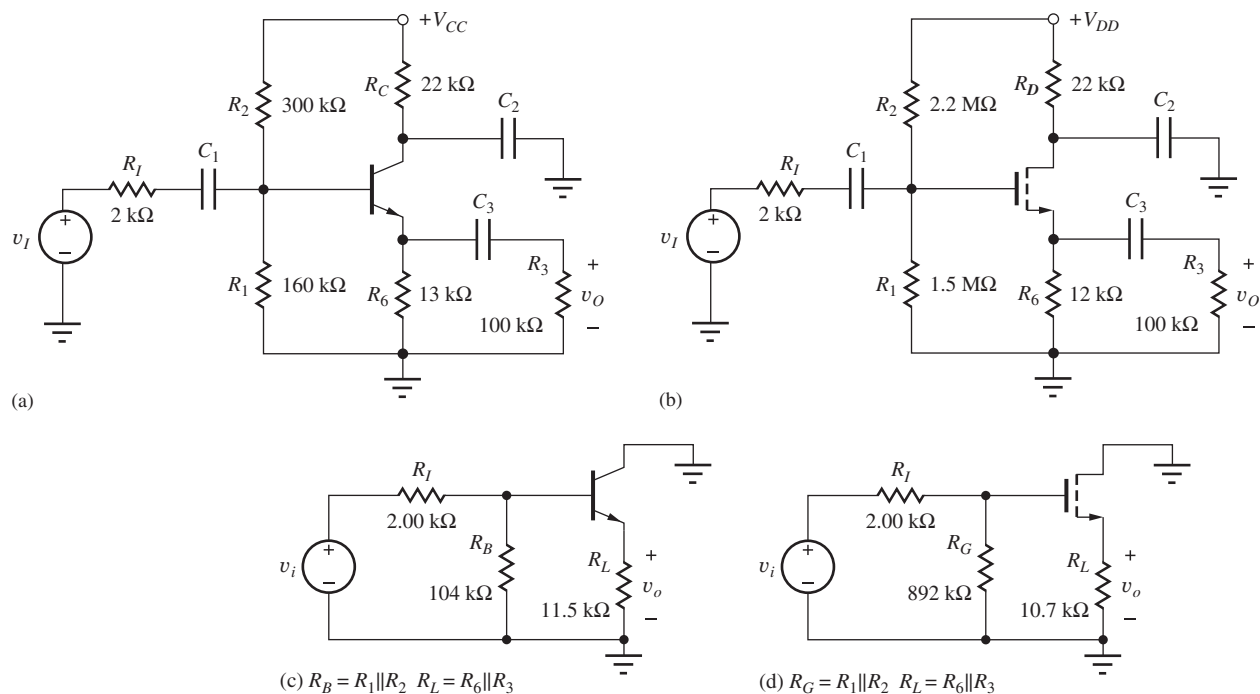 +V_CC
R_C 22 kΩ
R_2 300 kΩ
C_2
R_I
C_1
2 kΩ
+
v_I
−
C_3
R_3
+
R_1 160 kΩ
R_6 13 kΩ
v_O
100 kΩ
−
(a)
+V_DD
R_D 22 kΩ
R_2 2.2 MΩ
C_2
R_I
C_1
2 kΩ
+
v_I
−
C_3
R_3
+
R_1 1.5 MΩ
R_6 12 kΩ
v_O
100 kΩ
−
(b)
R_I
2.00 kΩ
R_B
+
v_i
−
104 kΩ
R_L
+
v_o
11.5 kΩ
−
(c) R_B = R_1||R_2 R_L = R_6||R_3
R_I
2.00 kΩ
R_G
+
v_i
−
892 kΩ
R_L
+
v_o
10.7 kΩ
−
(d) R_G = R_1||R_2 R_L = R_6||R_3